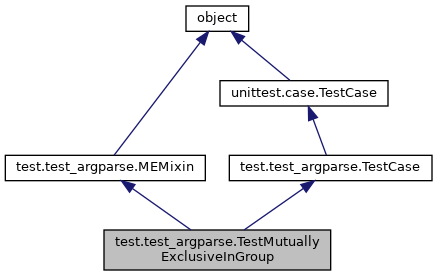 object
unittest.case.TestCase
test.test_argparse.MEMixin
test.test_argparse.TestCase
test.test_argparse.TestMutually
ExclusiveInGroup